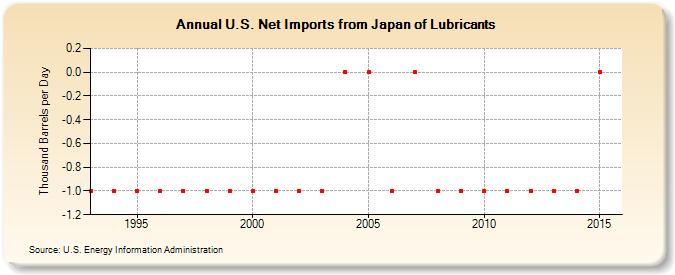 Annual U.S. Net Imports from Japan of Lubricants
Thousand Barrels per Day
0.2
0.0
-0.2
-0.4
-0.6
-0.8
-1.0
-1.2
1995 2000 2005 2010 2015
Source: U.S. Energy Information Administration